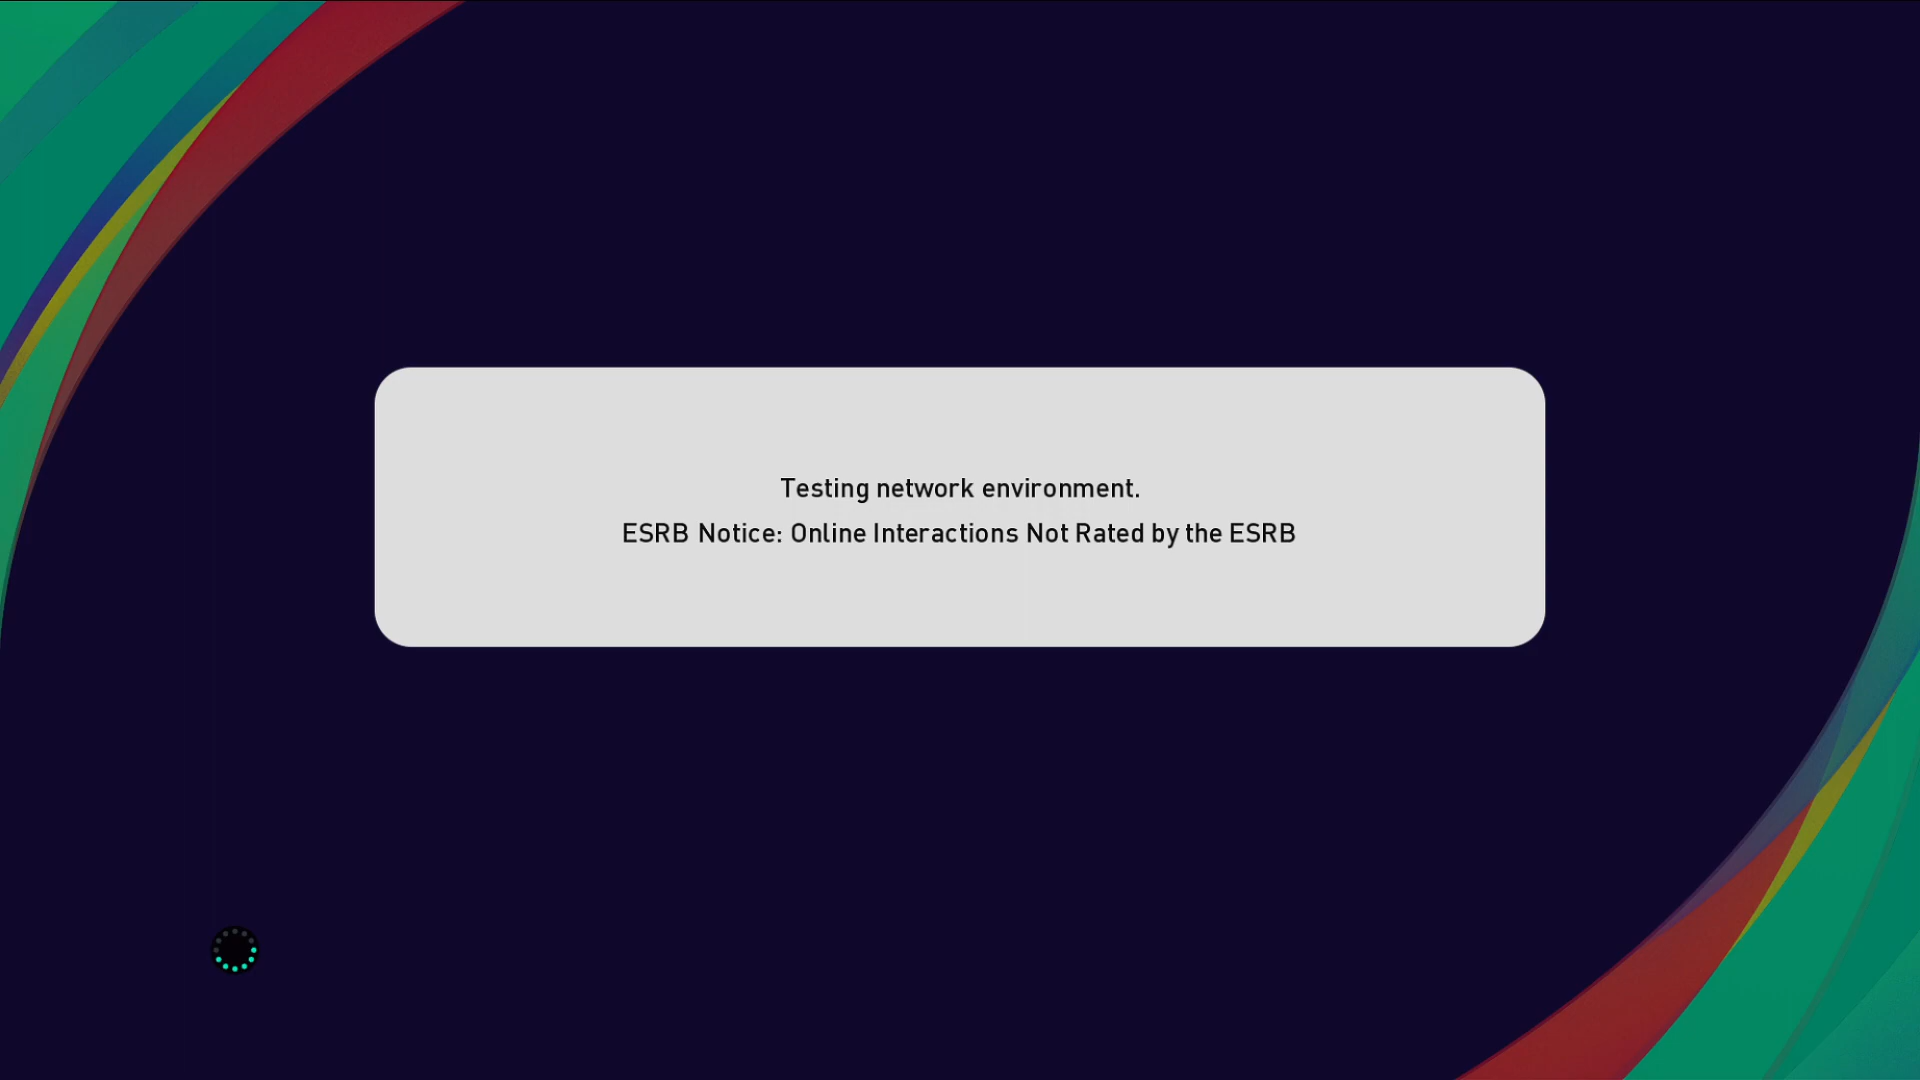 Testing network environment.
ESRB Notice: Online Interactions Not Rated by the ESRB